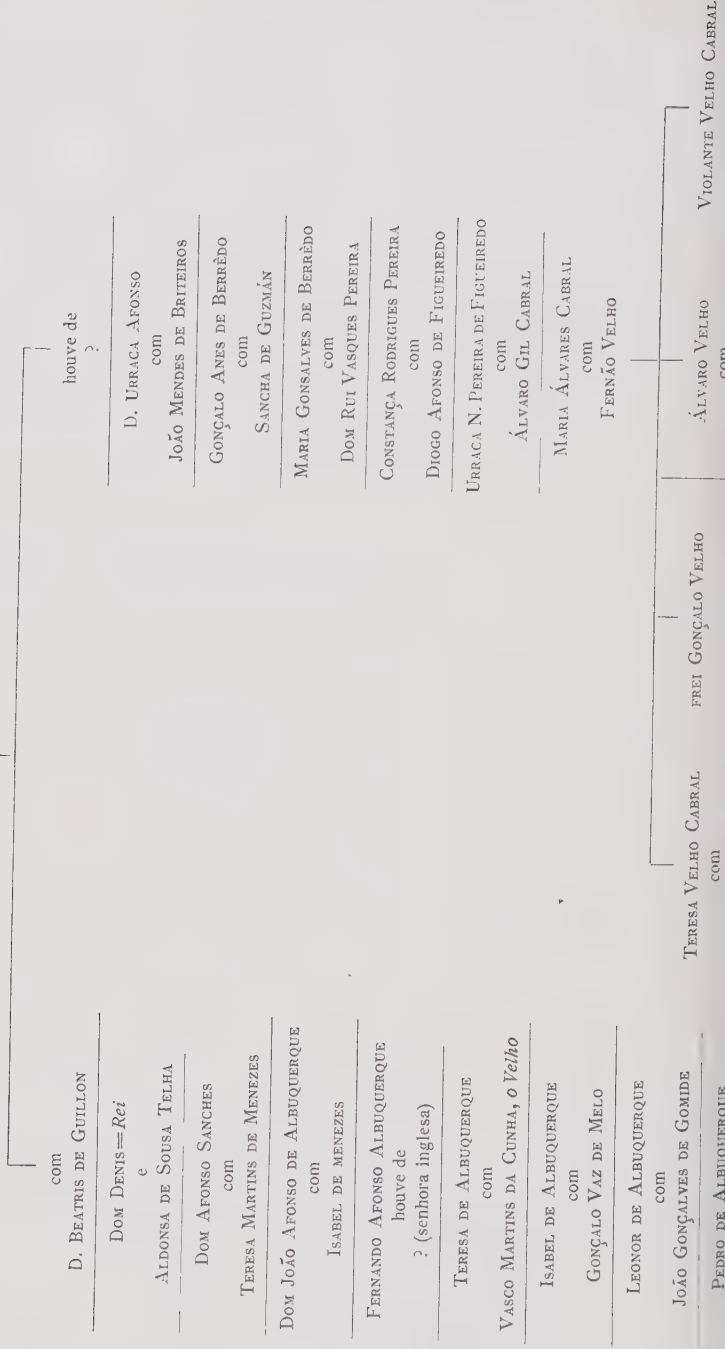 com
D. BEATRIS DE GUILLON
DOM DENIS=Rei
e
ALDONSA DE SOUSA TELHA
DOM AFONSO SANCHES
com
TERESA MARTINS DE MENEZES
DOM JOÃO AFONSO DE ALBUQUERQUE
com
ISABEL DE MENEZES
FERNANDO AFONSO ALBUQUERQUE
houve de
? (senhora inglesa)
TERESA DE ALBUQUERQUE
com
VASCO MARTINS DA CUNHA, o Velho
ISABEL DE ALBUQUERQUE
com
GONÇALO VAZ DE MELO
LEONOR DE ALBUQUERQUE
com
JOÃO GONÇALVES DE GOMIDE
PEDRO DE ALBUQUERQUE
houve de
?
D. URRACA AFONSO
com
JOÃO MENDES DE BRITEIROS
GONÇALO ANES DE BERRÊDO
com
SANCHA DE GUZMÁN
MARIA GONSALVES DE BERRÊDO
com
DOM RUI VASQUES PEREIRA
CONSTANÇA RODRIGUES PEREIRA
com
DIOGO AFONSO DE FIGUEIREDO
URRACA N. PEREIRA DE FIGUEIREDO
com
ÁLVARO GIL CABRAL
MARIA ÁLVARES CABRAL
com
FERNÃO VELHO
TERESA VELHO CABRAL
com
FREI GONÇALO VELHO
ÁLVARO VELHO
com
VIOLANTE VELHO CABRAL